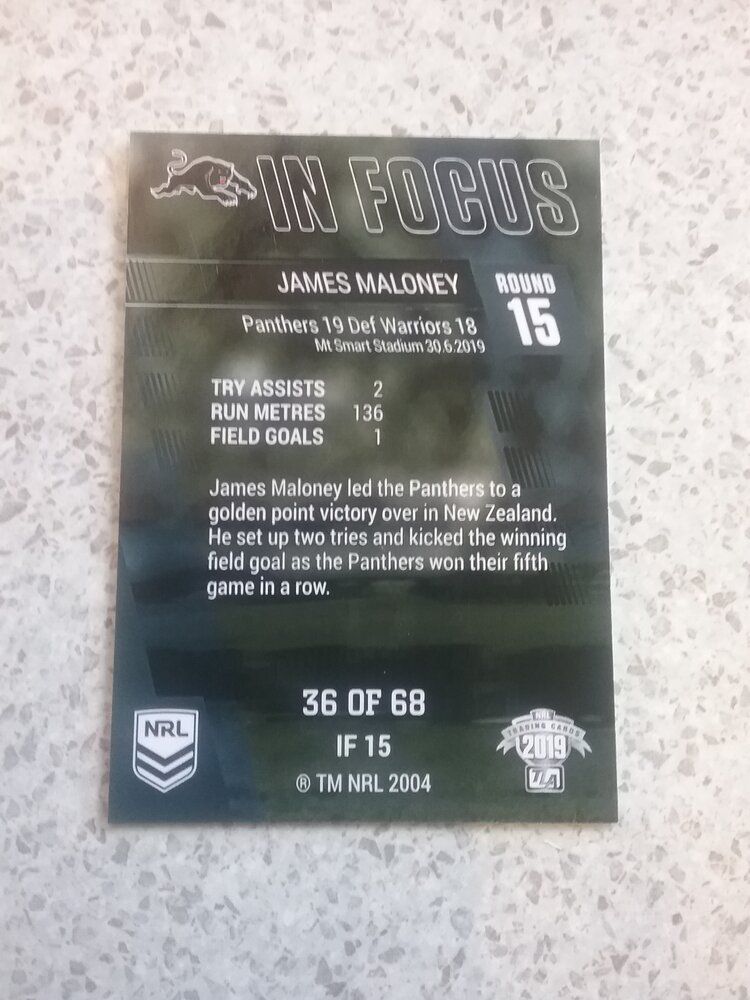 IN FOCUS
JAMES MALONEY
ROUND
15
Panthers 19 Def Warriors 18
Mt Smart Stadium 30.6.2019
TRY ASSISTS 2
RUN METRES 136
FIELD GOALS 1
James Maloney led the Panthers to a
golden point victory over in New Zealand.
He set up two tries and kicked the winning
field goal as the Panthers won their fifth
game in a row.
36 OF 68
IF 15
® TM NRL 2004
NRL
NRL
TRADING CARDS
2019
TLA